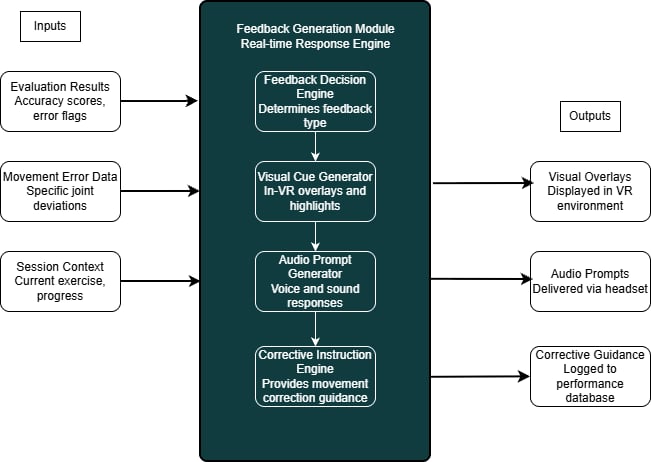 Inputs
Evaluation Results
Accuracy scores,
error flags
Movement Error Data
Specific joint
deviations
Session Context
Current exercise,
progress
Feedback Generation Module
Real-time Response Engine
Feedback Decision
Engine
Determines feedback
type
Visual Cue Generator
In-VR overlays and
highlights
Audio Prompt
Generator
Voice and sound
responses
Corrective Instruction
Engine
Provides movement
correction guidance
Outputs
Visual Overlays
Displayed in VR
environment
Audio Prompts
Delivered via headset
Corrective Guidance
Logged to
performance
database